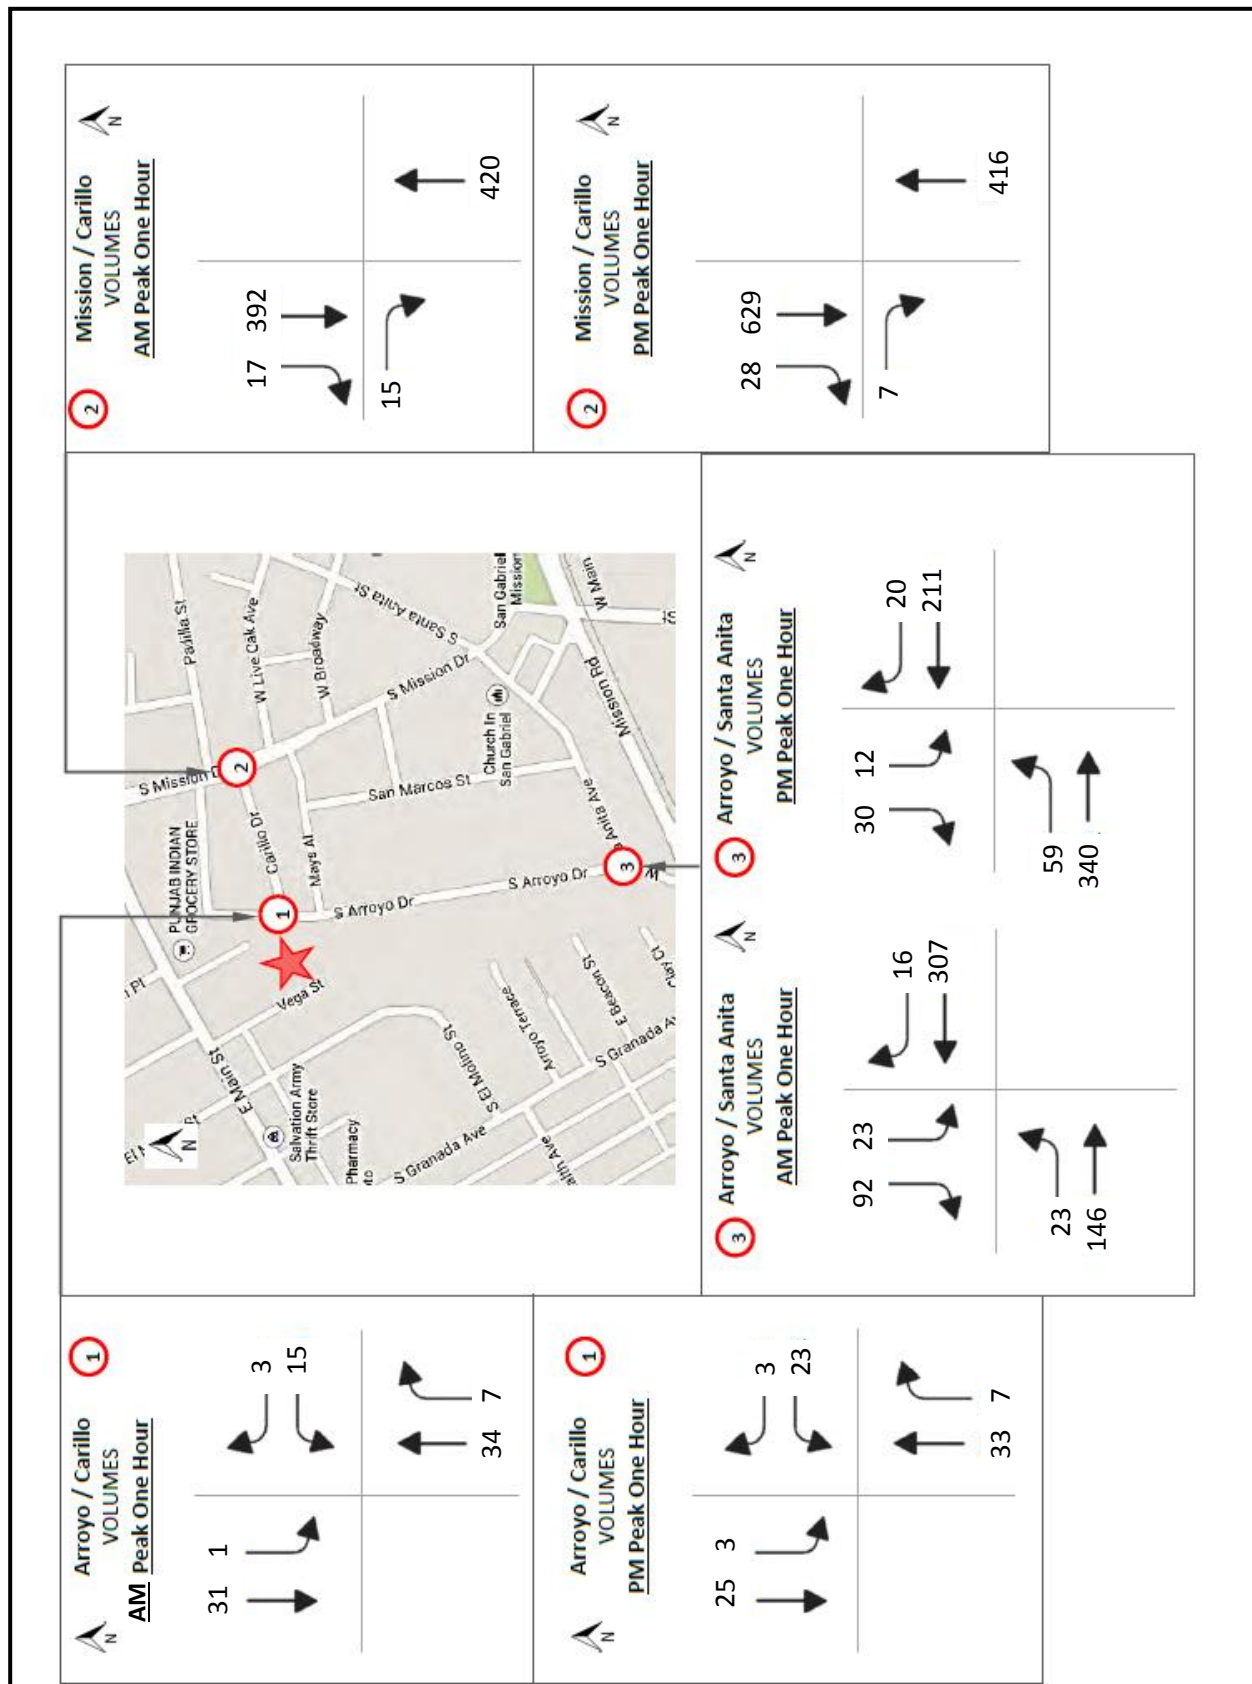 2
Mission / Carillo
VOLUMES
AM Peak One Hour
N
17 392
15
420
2
Mission / Carillo
VOLUMES
PM Peak One Hour
N
28 629
7
416
N
Padilla St
W Live Oak Ave
W Broadway
S Santa Anita St
San Gabriel
Mission
W Main
S Mission D
2
S Mission Dr
Mission Rd
PUNJAB INDIAN
GROCERY STORE
Carillo Dr
Mays Al
San Marcos St
Church In
San Gabriel
Anita Ave
1
S Arroyo Dr
S Arroyo Dr
3
Vega St
E Main St
Salvation Army
Thrift Store
Pharmacy
S Granada Ave
S El Molino St
Arroyo Terrace
E Beacon St
Clay Ct
S Granada A
3
Arroyo / Santa Anita
VOLUMES
PM Peak One Hour
N
30 12
20
211
59
340
3
Arroyo / Santa Anita
VOLUMES
AM Peak One Hour
N
92 23
16
307
23
146
N
Arroyo / Carillo
VOLUMES
AM Peak One Hour
1
31 1
3
15
34 7
N
Arroyo / Carillo
VOLUMES
PM Peak One Hour
1
25 3
3
23
33 7